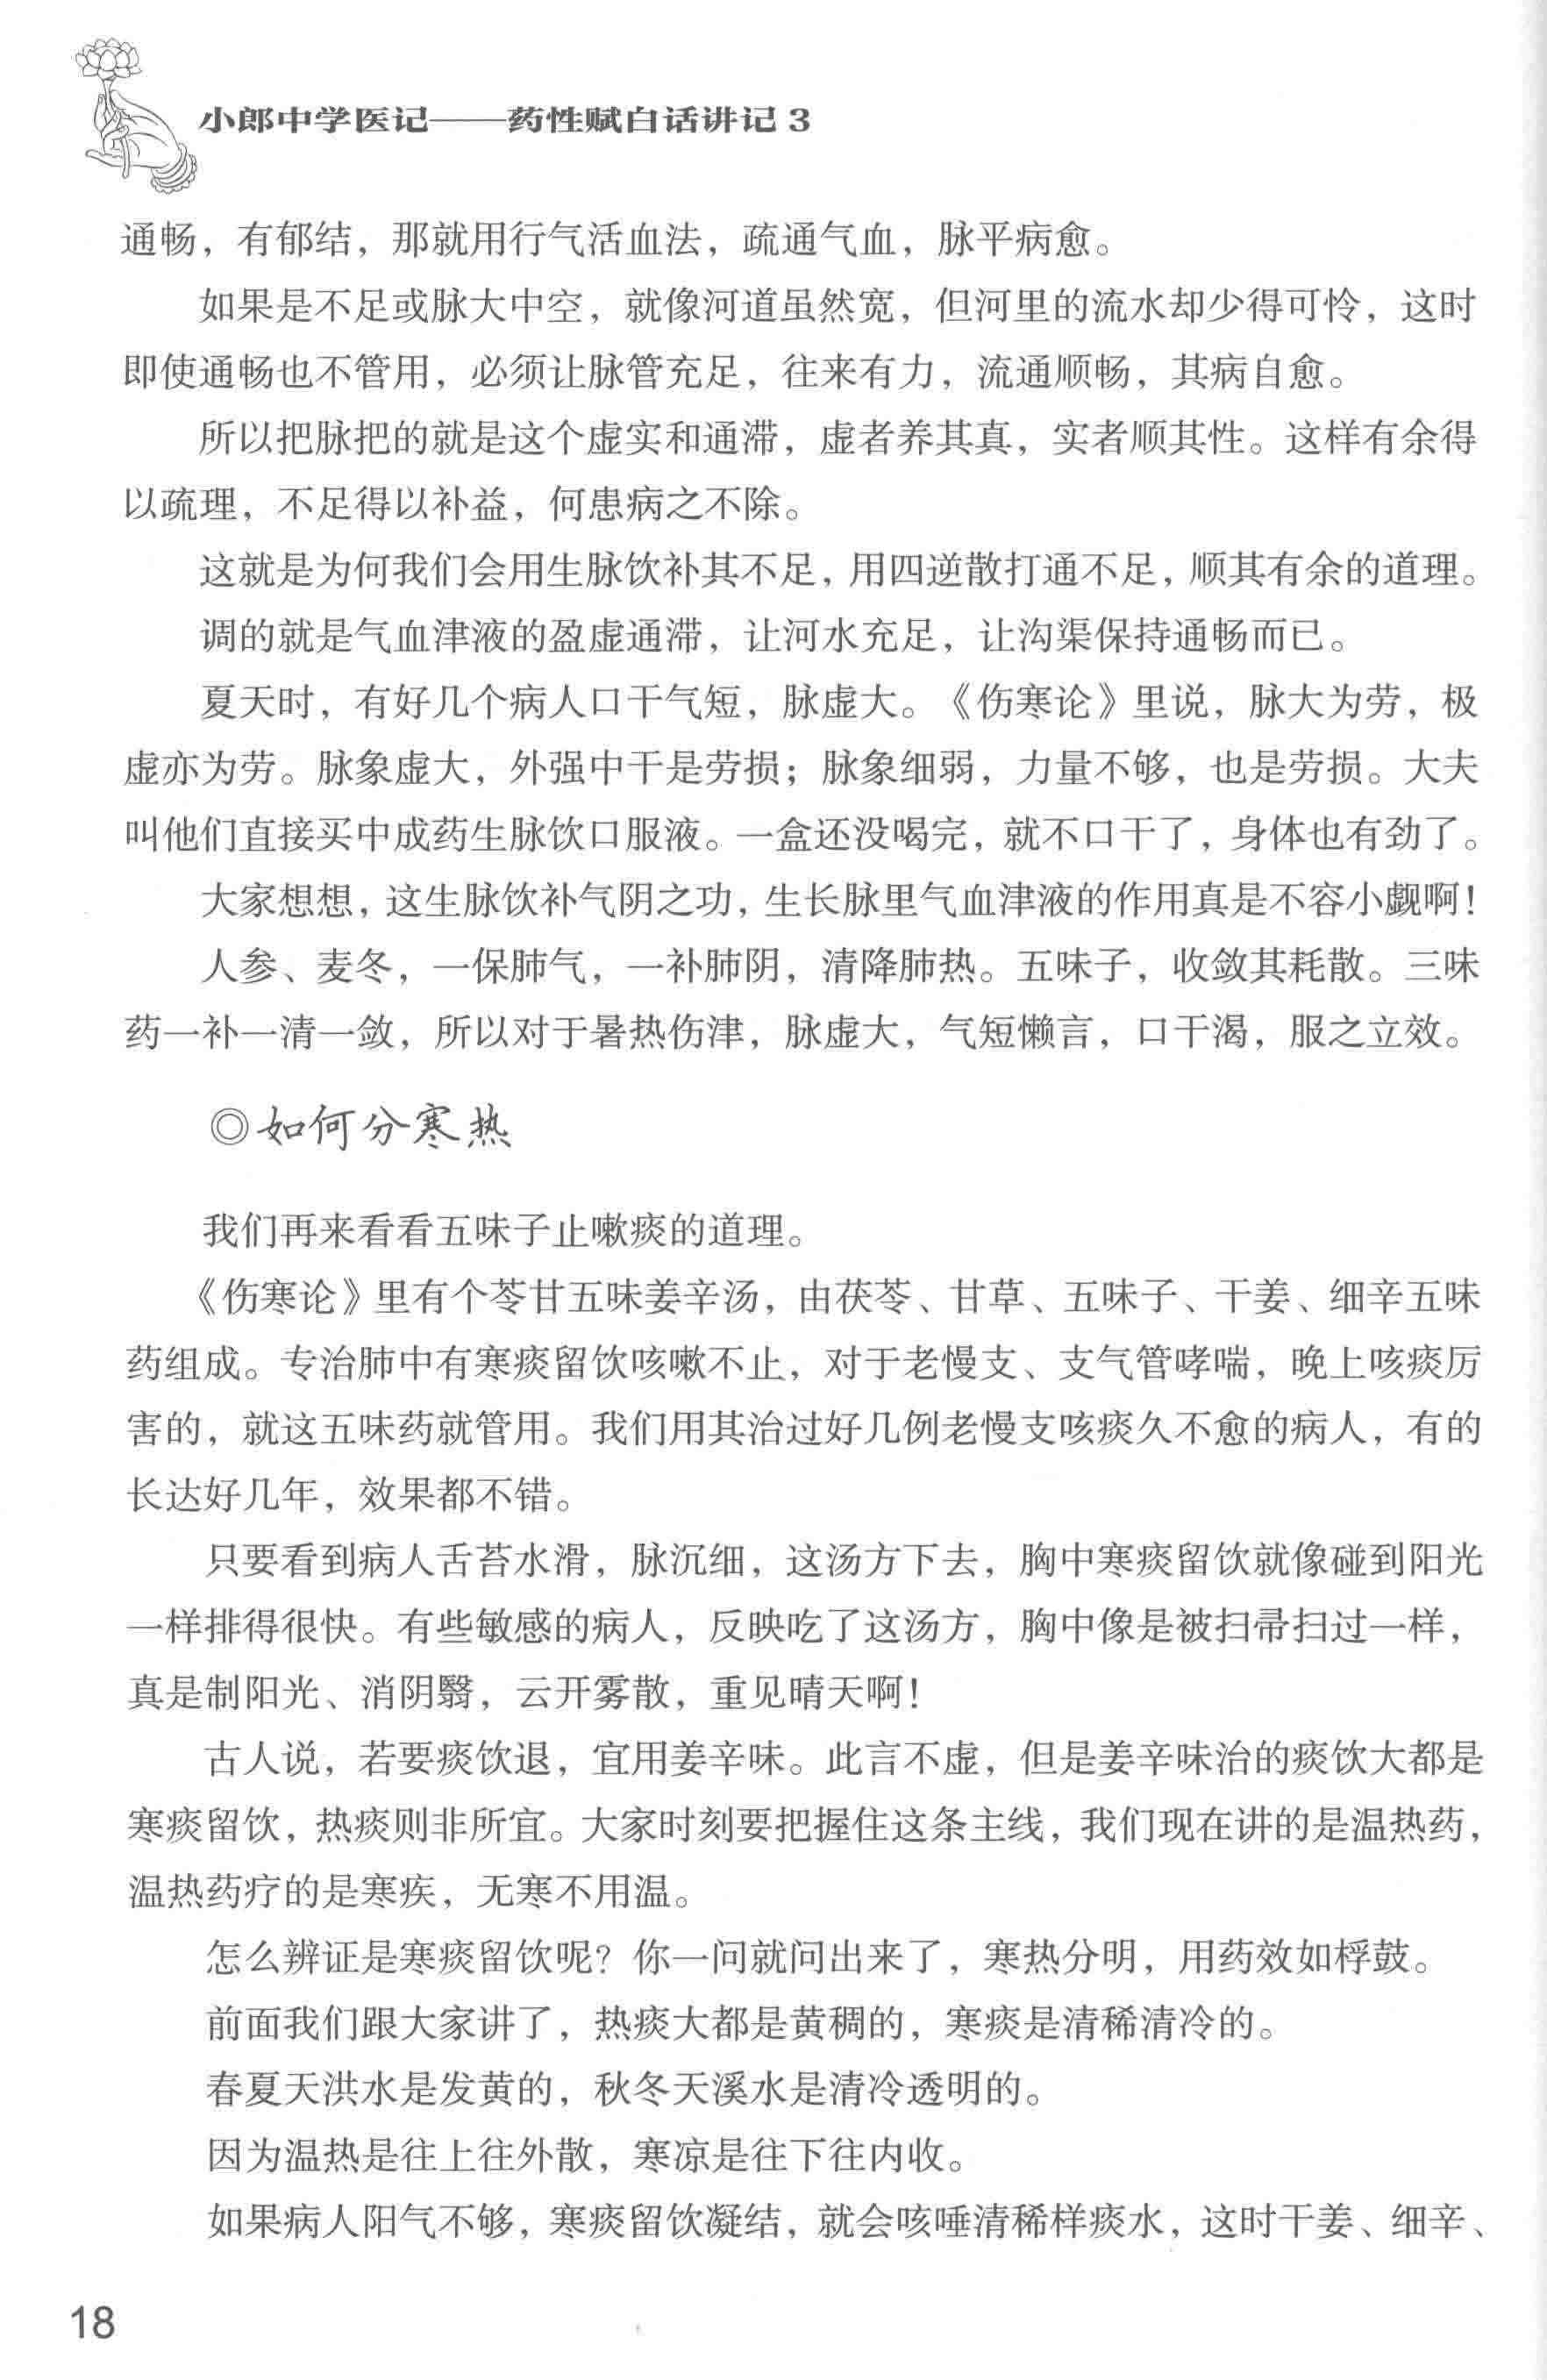 小郎中学医记——药性赋白话讲记 3
通畅，有郁结，那就用行气活血法，疏通气血，脉平病愈。
如果是不足或脉大中空，就像河道虽然宽，但河里的流水却少得可怜，这时
即使通畅也不管用，必须让脉管充足，往来有力，流通顺畅，其病自愈。
所以把脉把的就是这个虚实和通滞，虚者养其真，实者顺其性。这样有余得
以疏理，不足得以补益，何患病之不除。
这就是为何我们会用生脉饮补其不足，用四逆散打通不足，顺其有余的道理。
调的就是气血津液的盈虚通滞，让河水充足，让沟渠保持通畅而已。
夏天时，有好几个病人口干气短，脉虚大。《伤寒论》里说，脉大为劳，极
虚亦为劳。脉象虚大，外强中干是劳损；脉象细弱，力量不够，也是劳损。大夫
叫他们直接买中成药生脉饮口服液。一盒还没喝完，就不口干了，身体也有劲了。
大家想想，这生脉饮补气阴之功，生长脉里气血津液的作用真是不容小觑啊！
人参、麦冬，一保肺气，一补肺阴，清降肺热。五味子，收敛其耗散。三味
药一补一清一敛，所以对于暑热伤津，脉虚大，气短懒言，口干渴，服之立效。
◎如何分寒热
我们再来看看五味子止嗽痰的道理。
《伤寒论》里有个苓甘五味姜辛汤，由茯苓、甘草、五味子、干姜、细辛五味
药组成。专治肺中有寒痰留饮咳嗽不止，对于老慢支、支气管哮喘，晚上咳痰厉
害的，就这五味药就管用。我们用其治过好几例老慢支咳痰久不愈的病人，有的
长达好几年，效果都不错。
只要看到病人舌苔水滑，脉沉细，这汤方下去，胸中寒痰留饮就像碰到阳光
一样排得很快。有些敏感的病人，反映吃了这汤方，胸中像是被扫帚扫过一样，
真是制阳光、消阴翳，云开雾散，重见晴天啊！
古人说，若要痰饮退，宜用姜辛味。此言不虚，但是姜辛味治的痰饮大都是
寒痰留饮，热痰则非所宜。大家时刻要把握住这条主线，我们现在讲的是温热药，
温热药疗的是寒疾，无寒不用温。
怎么辨证是寒痰留饮呢？你一问就问出来了，寒热分明，用药效如桴鼓。
前面我们跟大家讲了，热痰大都是黄稠的，寒痰是清稀清冷的。
春夏天洪水是发黄的，秋冬天溪水是清冷透明的。
因为温热是往上往外散，寒凉是往下往内收。
如果病人阳气不够，寒痰留饮凝结，就会咳唾清稀样痰水，这时干姜、细辛、
18